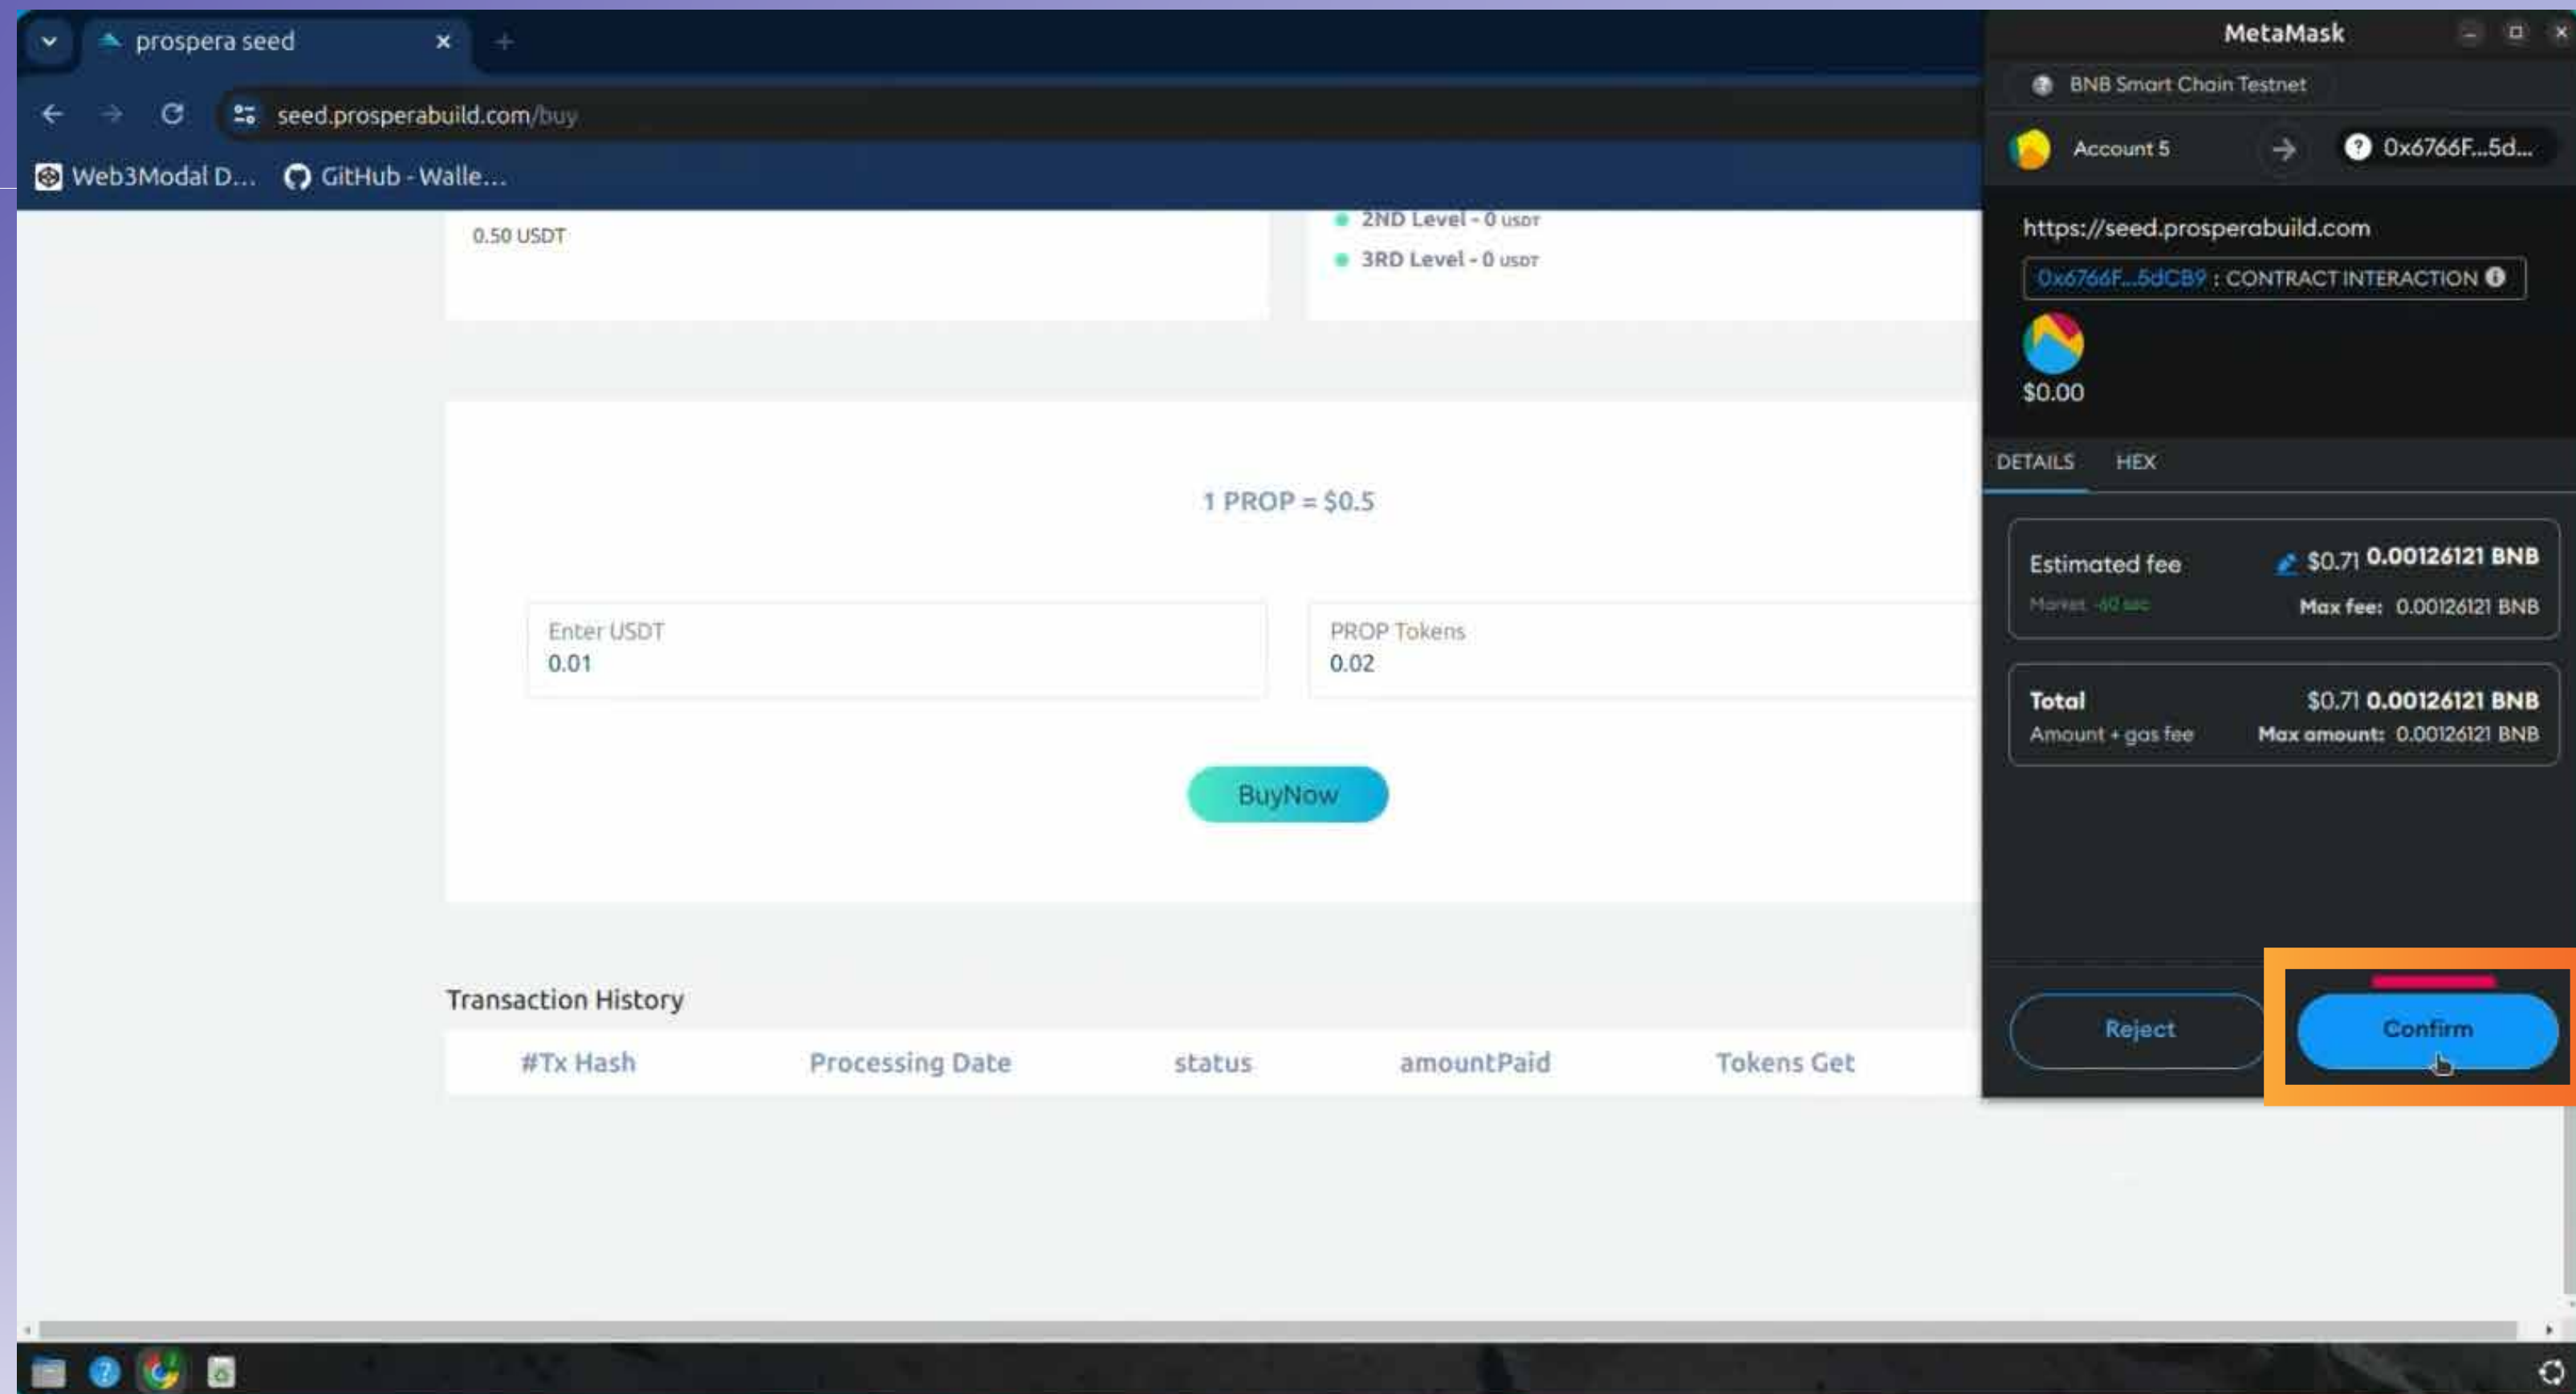 prospera seed
seed.prosperabuild.com/buy
Web3Modal D...
GitHub - Walle...
0.50 USDT
2ND Level - 0 USDT
3RD Level - 0 USDT
1 PROP = $0.5
Enter USDT
0.01
PROP Tokens
0.02
BuyNow
Transaction History
#Tx Hash Processing Date status amountPaid Tokens Get
MetaMask
BNB Smart Chain Testnet
Account 5
0x6766F...5d...
https://seed.prosperabuild.com
0x6766F...5dCB9 : CONTRACT INTERACTION
$0.00
DETAILS HEX
Estimated fee $0.71 0.00126121 BNB
Market ~60 sec Max fee: 0.00126121 BNB
Total $0.71 0.00126121 BNB
Amount + gas fee Max amount: 0.00126121 BNB
Reject
Confirm